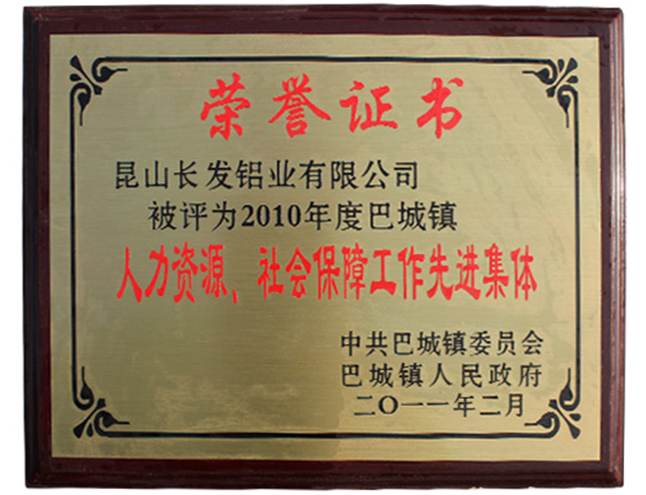 荣誉证书
昆山长发铝业有限公司
被评为2010年度巴城镇
人力资源、社会保障工作先进集体
中共巴城镇委员会
巴城镇人民政府
二〇一一年二月